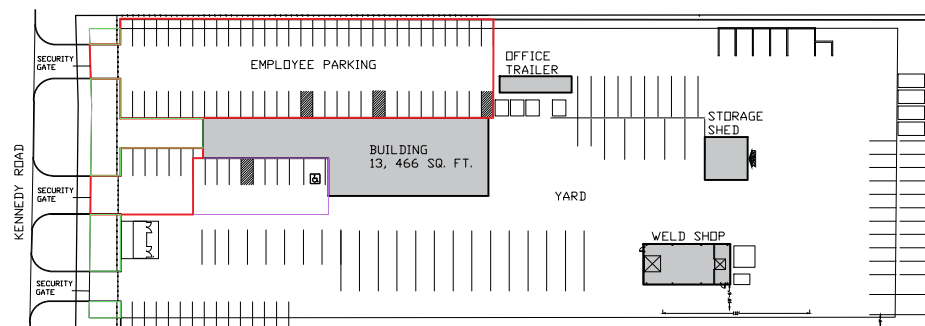 SECURITY
GATE
EMPLOYEE PARKING
OFFICE
TRAILER
STORAGE
SHED
BUILDING
13, 466 SQ. FT.
KENNEDY ROAD
SECURITY
GATE
YARD
WELD SHOP
SECURITY
GATE